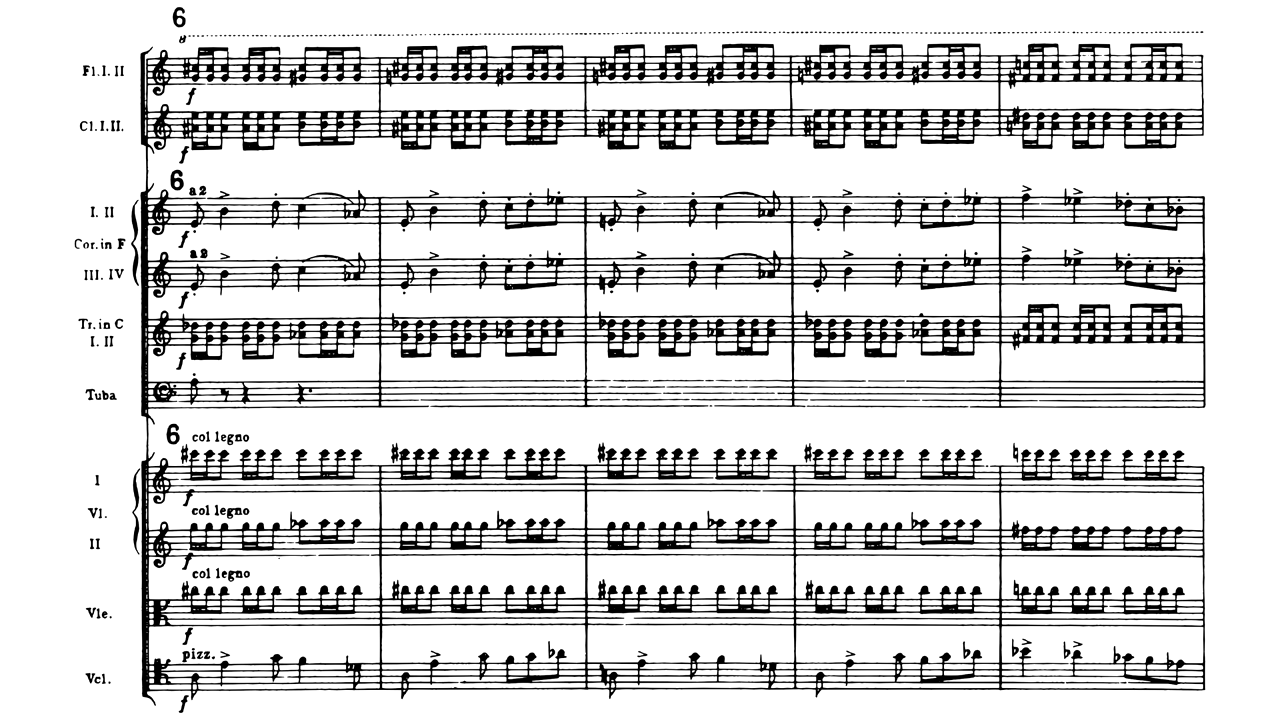 6
8
Fl. I. II
f
Cl. I. II.
f
6
a 2
I. II
f
Cor. in F
a 2
III. IV
f
Tr. in C
I. II
f
Tuba
6
col legno
I
f
Vl.
col legno
II
f
col legno
Vle.
f
pizz.
Vcl.
f